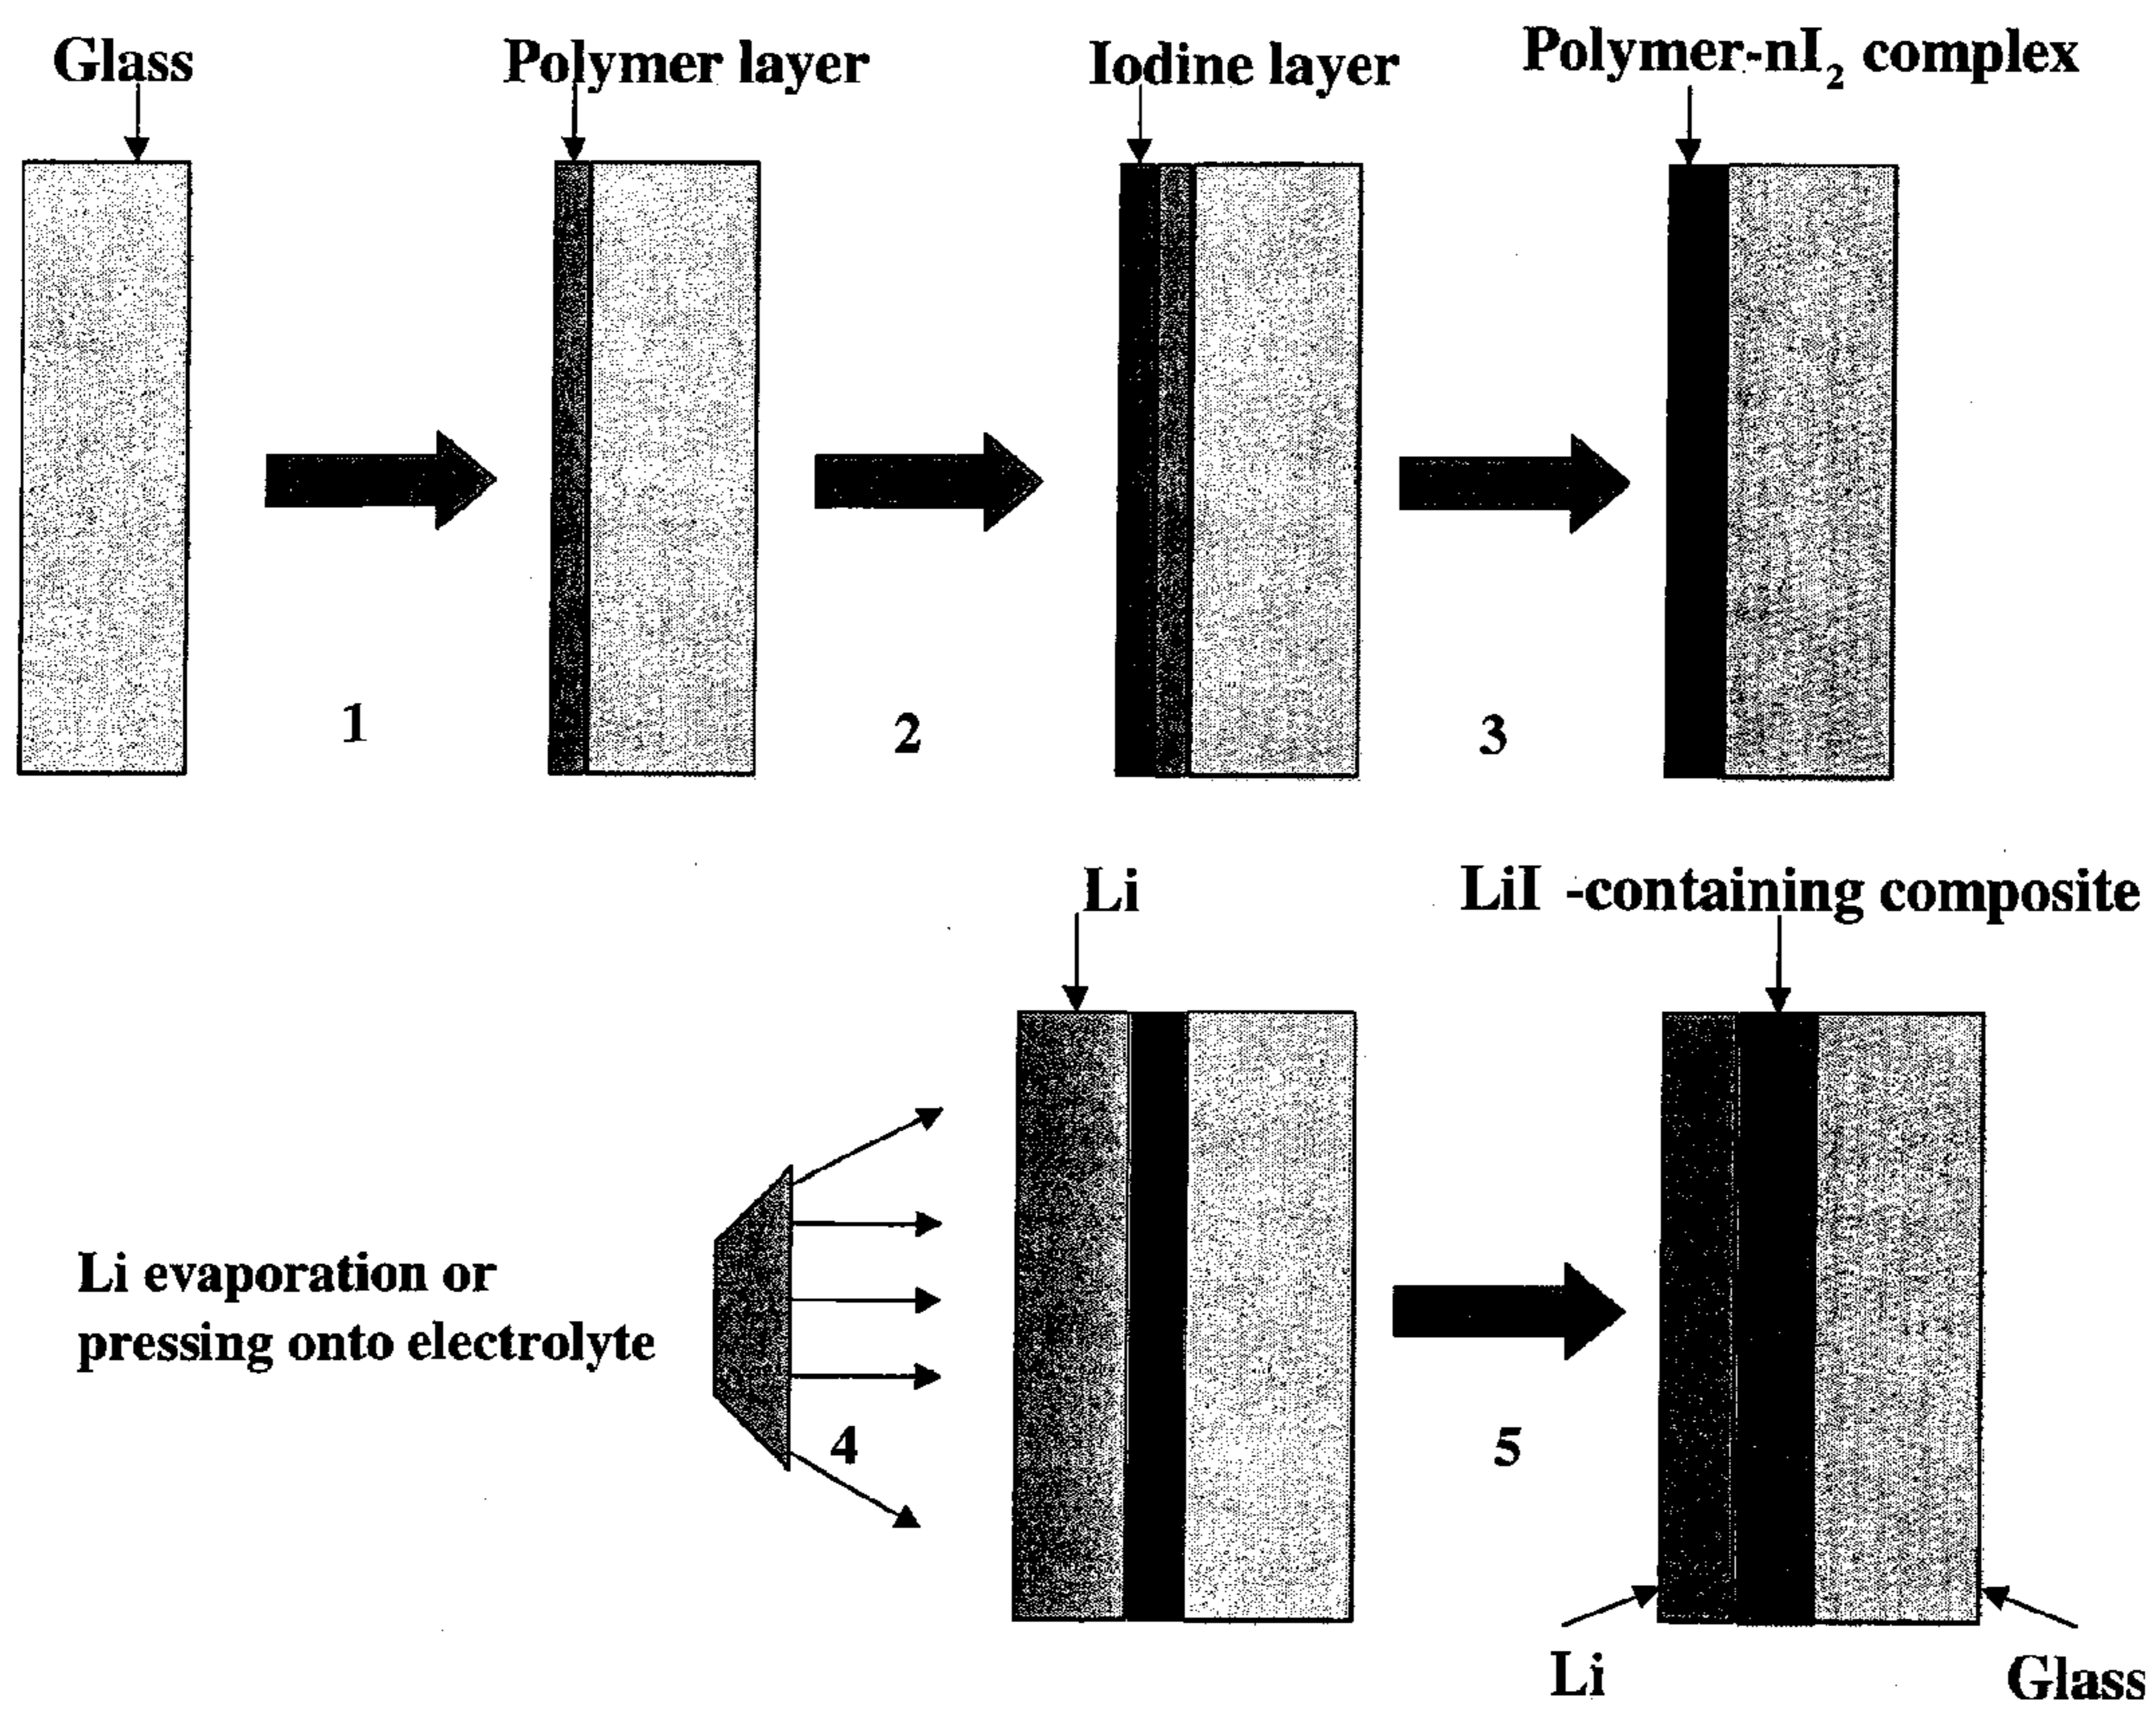 Glass
Polymer layer
Iodine layer
Polymer-nI₂ complex
1
2
3
Li
LiI -containing composite
Li evaporation or
pressing onto electrolyte
4
5
Li
Glass